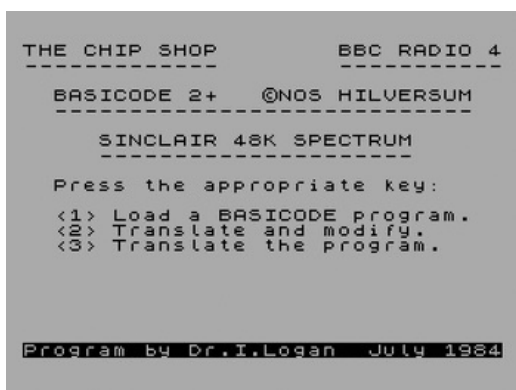 THE CHIP SHOP BBC RADIO 4
BASICODE 2+ ©NOS HILVERSUM
SINCLAIR 48K SPECTRUM
Press the appropriate key:
<1> Load a BASICODE program.
<2> Translate and modify.
<3> Translate the program.
Program by Dr.I.Logan July 1984